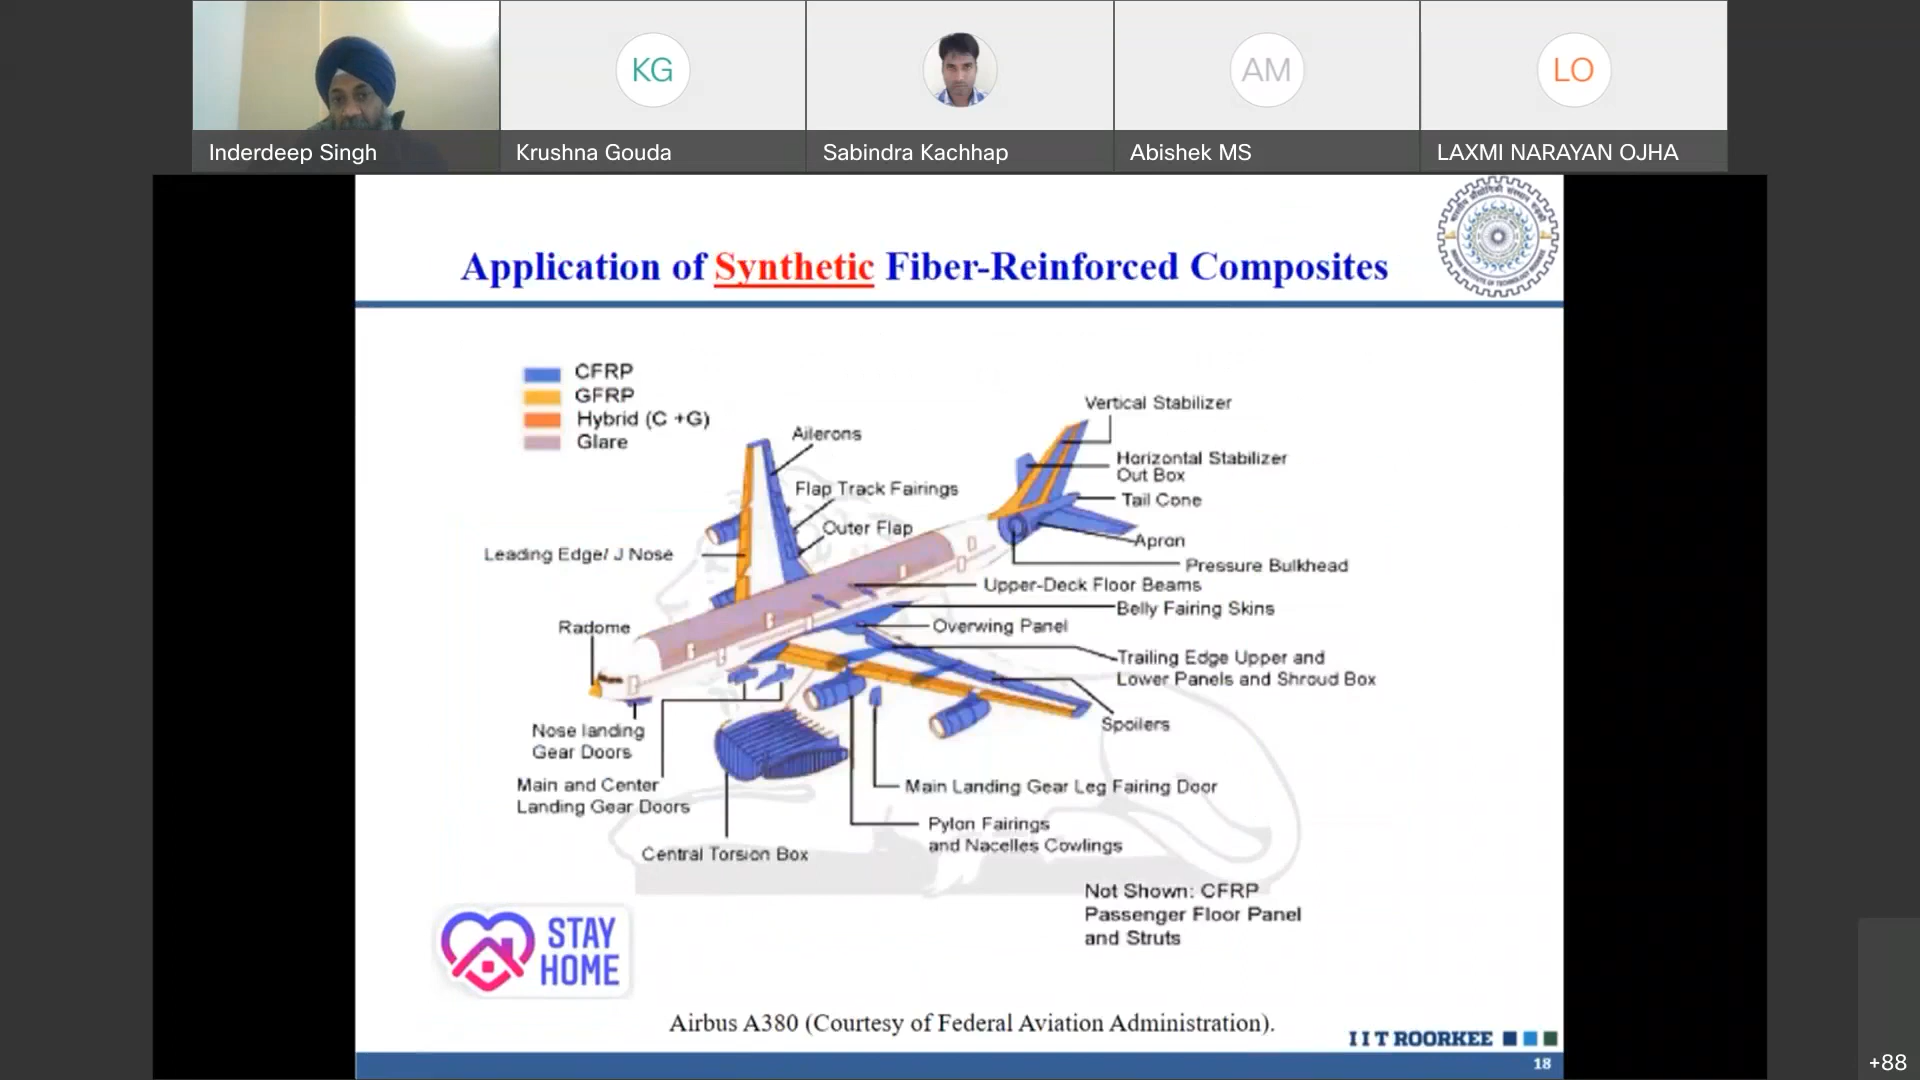 KG
AM
LO
Inderdeep Singh
Krushna Gouda
Sabindra Kachhap
Abishek MS
LAXMI NARAYAN OJHA
Application of Synthetic Fiber-Reinforced Composites
CFRP
GFRP
Hybrid (C +G)
Glare
Vertical Stabilizer
Ailerons
Horizontal Stabilizer
Out Box
Flap Track Fairings
Tail Cone
Outer Flap
Apron
Leading Edge/ J Nose
Pressure Bulkhead
Upper-Deck Floor Beams
Belly Fairing Skins
Radome
Overwing Panel
Trailing Edge Upper and
Lower Panels and Shroud Box
Spoilers
Nose landing
Gear Doors
Main and Center
Landing Gear Doors
Main Landing Gear Leg Fairing Door
Pylon Fairings
and Nacelles Cowlings
Central Torsion Box
Not Shown: CFRP
Passenger Floor Panel
and Struts
STAY
HOME
Airbus A380 (Courtesy of Federal Aviation Administration).
I I T ROORKEE
18
+88